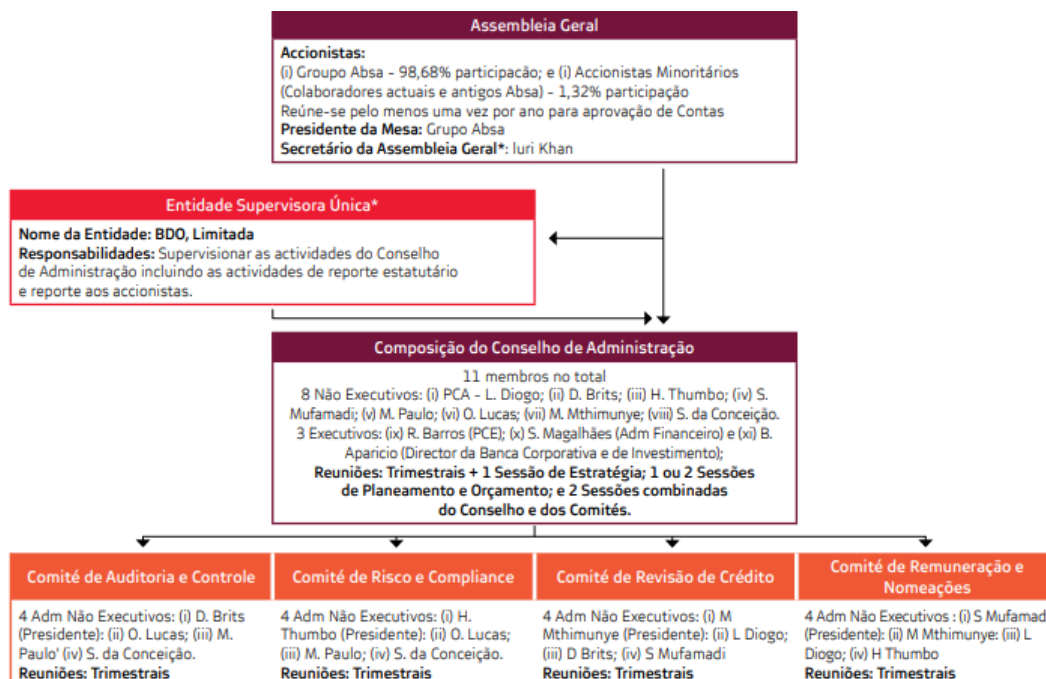 Assembleia Geral
Accionistas:
(i) Groupo Absa - 98,68% participacão; e (i) Accionistas Minoritários
(Colaboradores actuais e antigos Absa) - 1,32% participação
Reúne-se pelo menos uma vez por ano para aprovação de Contas
Presidente da Mesa: Grupo Absa
Secretário da Assembleia Geral*: Iuri Khan
Entidade Supervisora Única*
Nome da Entidade: BDO, Limitada
Responsabilidades: Supervisionar as actividades do Conselho
de Administração incluindo as actividades de reporte estatutário
e reporte aos accionistas.
Composição do Conselho de Administração
11 membros no total
8 Não Executivos: (i) PCA - L. Diogo; (ii) D. Brits; (iii) H. Thumbo; (iv) S.
Mufamadi; (v) M. Paulo; (vi) O. Lucas; (vii) M. Mthimunye; (viii) S. da Conceição.
3 Executivos: (ix) R. Barros (PCE); (x) S. Magalhães (Adm Financeiro) e (xi) B.
Aparicio (Director da Banca Corporativa e de Investimento);
Reuniões: Trimestrais + 1 Sessão de Estratégia; 1 ou 2 Sessões
de Planeamento e Orçamento; e 2 Sessões combinadas
do Conselho e dos Comités.
Comité de Auditoria e Controle
4 Adm Não Executivos: (i) D. Brits
(Presidente): (ii) O. Lucas; (iii) M.
Paulo' (iv) S. da Conceição.
Reuniões: Trimestrais
Comité de Risco e Compliance
4 Adm Não Executivos: (i) H.
Thumbo (Presidente): (ii) O. Lucas;
(iii) M. Paulo; (iv) S. da Conceição.
Reuniões: Trimestrais
Comité de Revisão de Crédito
4 Adm Não Executivos: (i) M
Mthimunye (Presidente): (ii) L Diogo;
(iii) D Brits; (iv) S Mufamadi
Reuniões: Trimestrais
Comité de Remuneração e
Nomeações
4 Adm Não Executivos : (i) S Mufamadi
(Presidente): (ii) M Mthimunye: (iii) L
Diogo; (iv) H Thumbo
Reuniões: Trimestrais